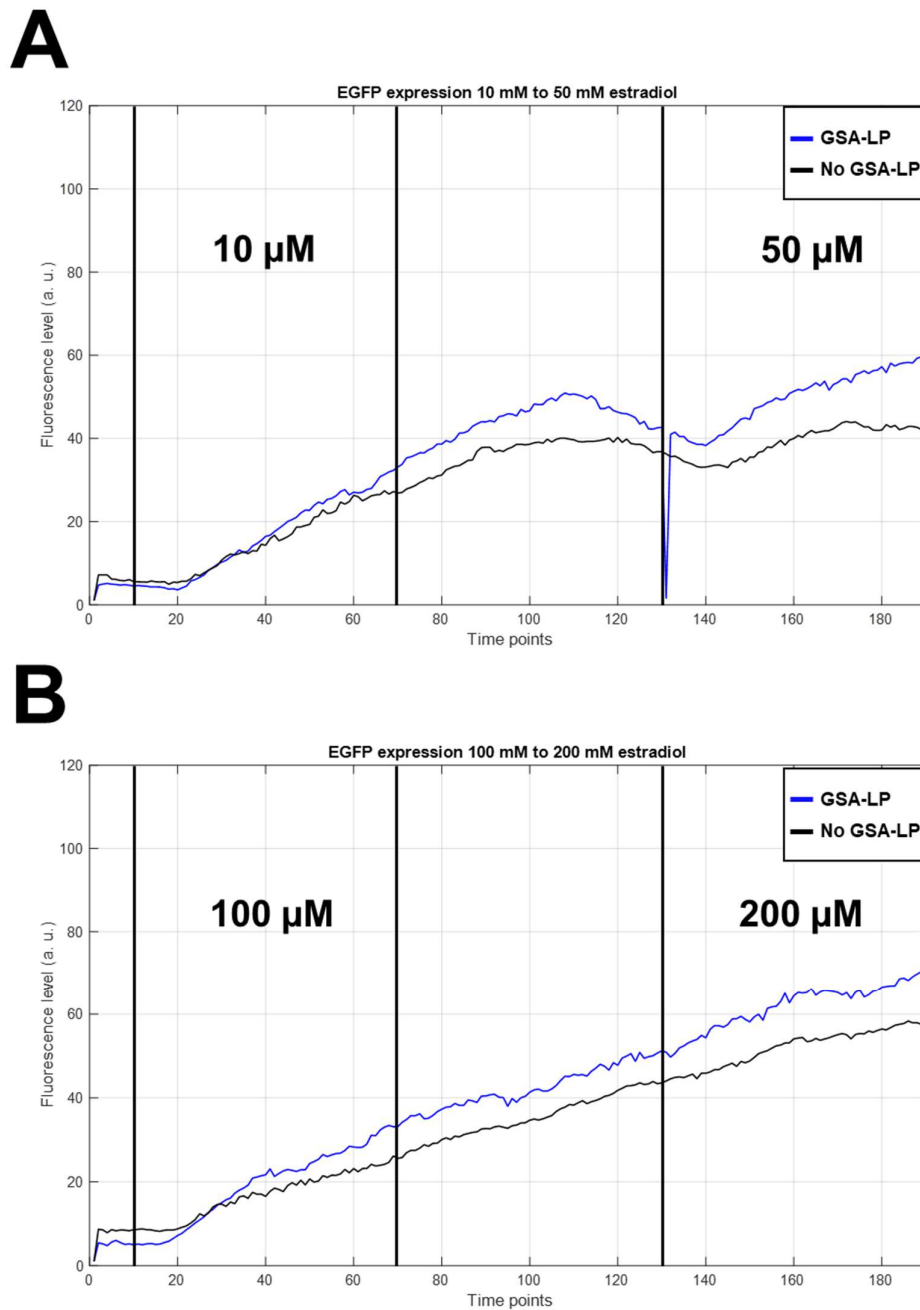 A
EGFP expression 10 mM to 50 mM estradiol
120
100
80
60
40
20
0
Fluorescence level (a. u.)
GSA-LP
No GSA-LP
10 µM
50 µM
0 20 40 60 80 100 120 140 160 180
Time points
B
EGFP expression 100 mM to 200 mM estradiol
120
100
80
60
40
20
0
Fluorescence level (a. u.)
GSA-LP
No GSA-LP
100 µM
200 µM
0 20 40 60 80 100 120 140 160 180
Time points